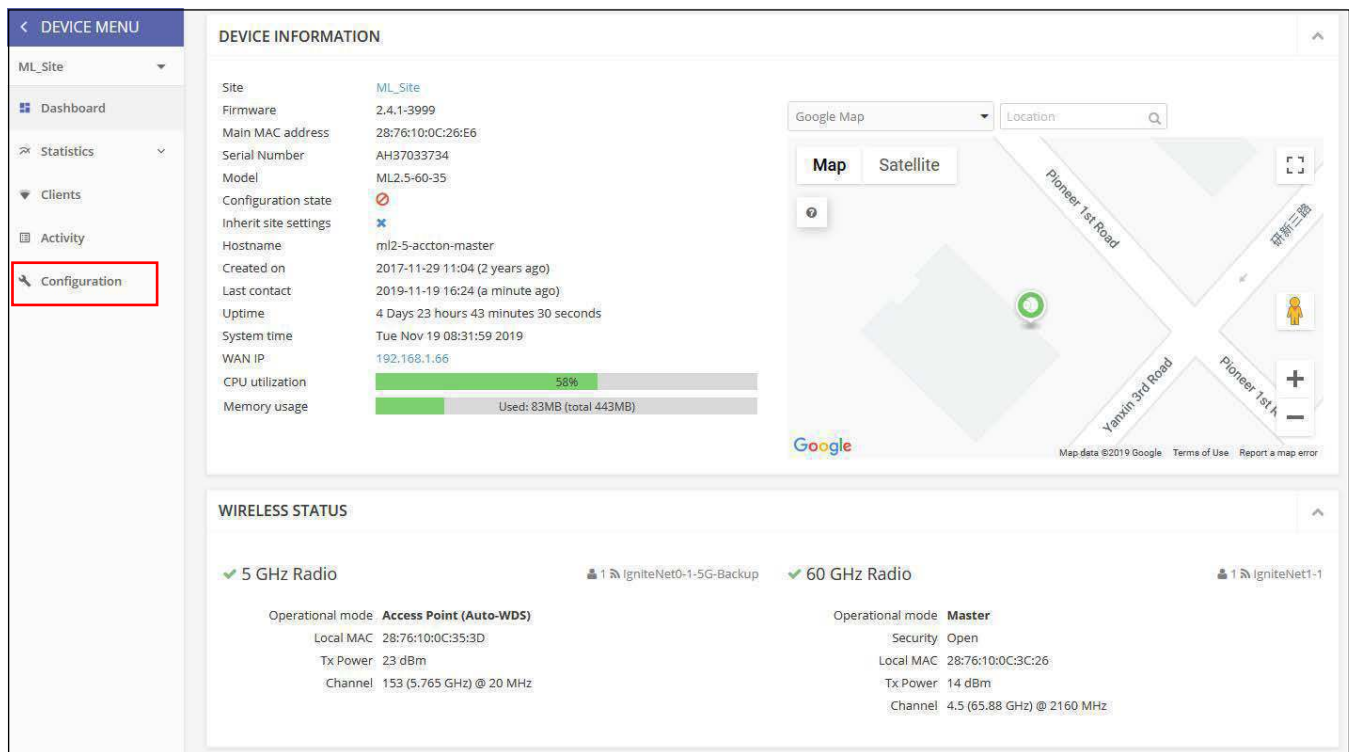 DEVICE MENU
ML_Site
Dashboard
Statistics
Clients
Activity
Configuration
DEVICE INFORMATION
Site ML_Site
Firmware 2.4.1-3999
Main MAC address 28:76:10:0C:26:E6
Serial Number AH37033734
Model ML2.5-60-35
Configuration state
Inherit site settings
Hostname ml2-5-accton-master
Created on 2017-11-29 11:04 (2 years ago)
Last contact 2019-11-19 16:24 (a minute ago)
Uptime 4 Days 23 hours 43 minutes 30 seconds
System time Tue Nov 19 08:31:59 2019
WAN IP 192.168.1.66
CPU utilization 58%
Memory usage Used: 83MB (total 443MB)
Google Map
Location
Map Satellite
Pioneer 1st Road
研新三路
Yanxin 3rd Road
Pioneer 1st R
Google
Map data ©2019 Google Terms of Use Report a map error
WIRELESS STATUS
5 GHz Radio 1 IgniteNet0-1-5G-Backup
Operational mode Access Point (Auto-WDS)
Local MAC 28:76:10:0C:35:3D
Tx Power 23 dBm
Channel 153 (5.765 GHz) @ 20 MHz
60 GHz Radio 1 IgniteNet1-1
Operational mode Master
Security Open
Local MAC 28:76:10:0C:3C:26
Tx Power 14 dBm
Channel 4.5 (65.88 GHz) @ 2160 MHz